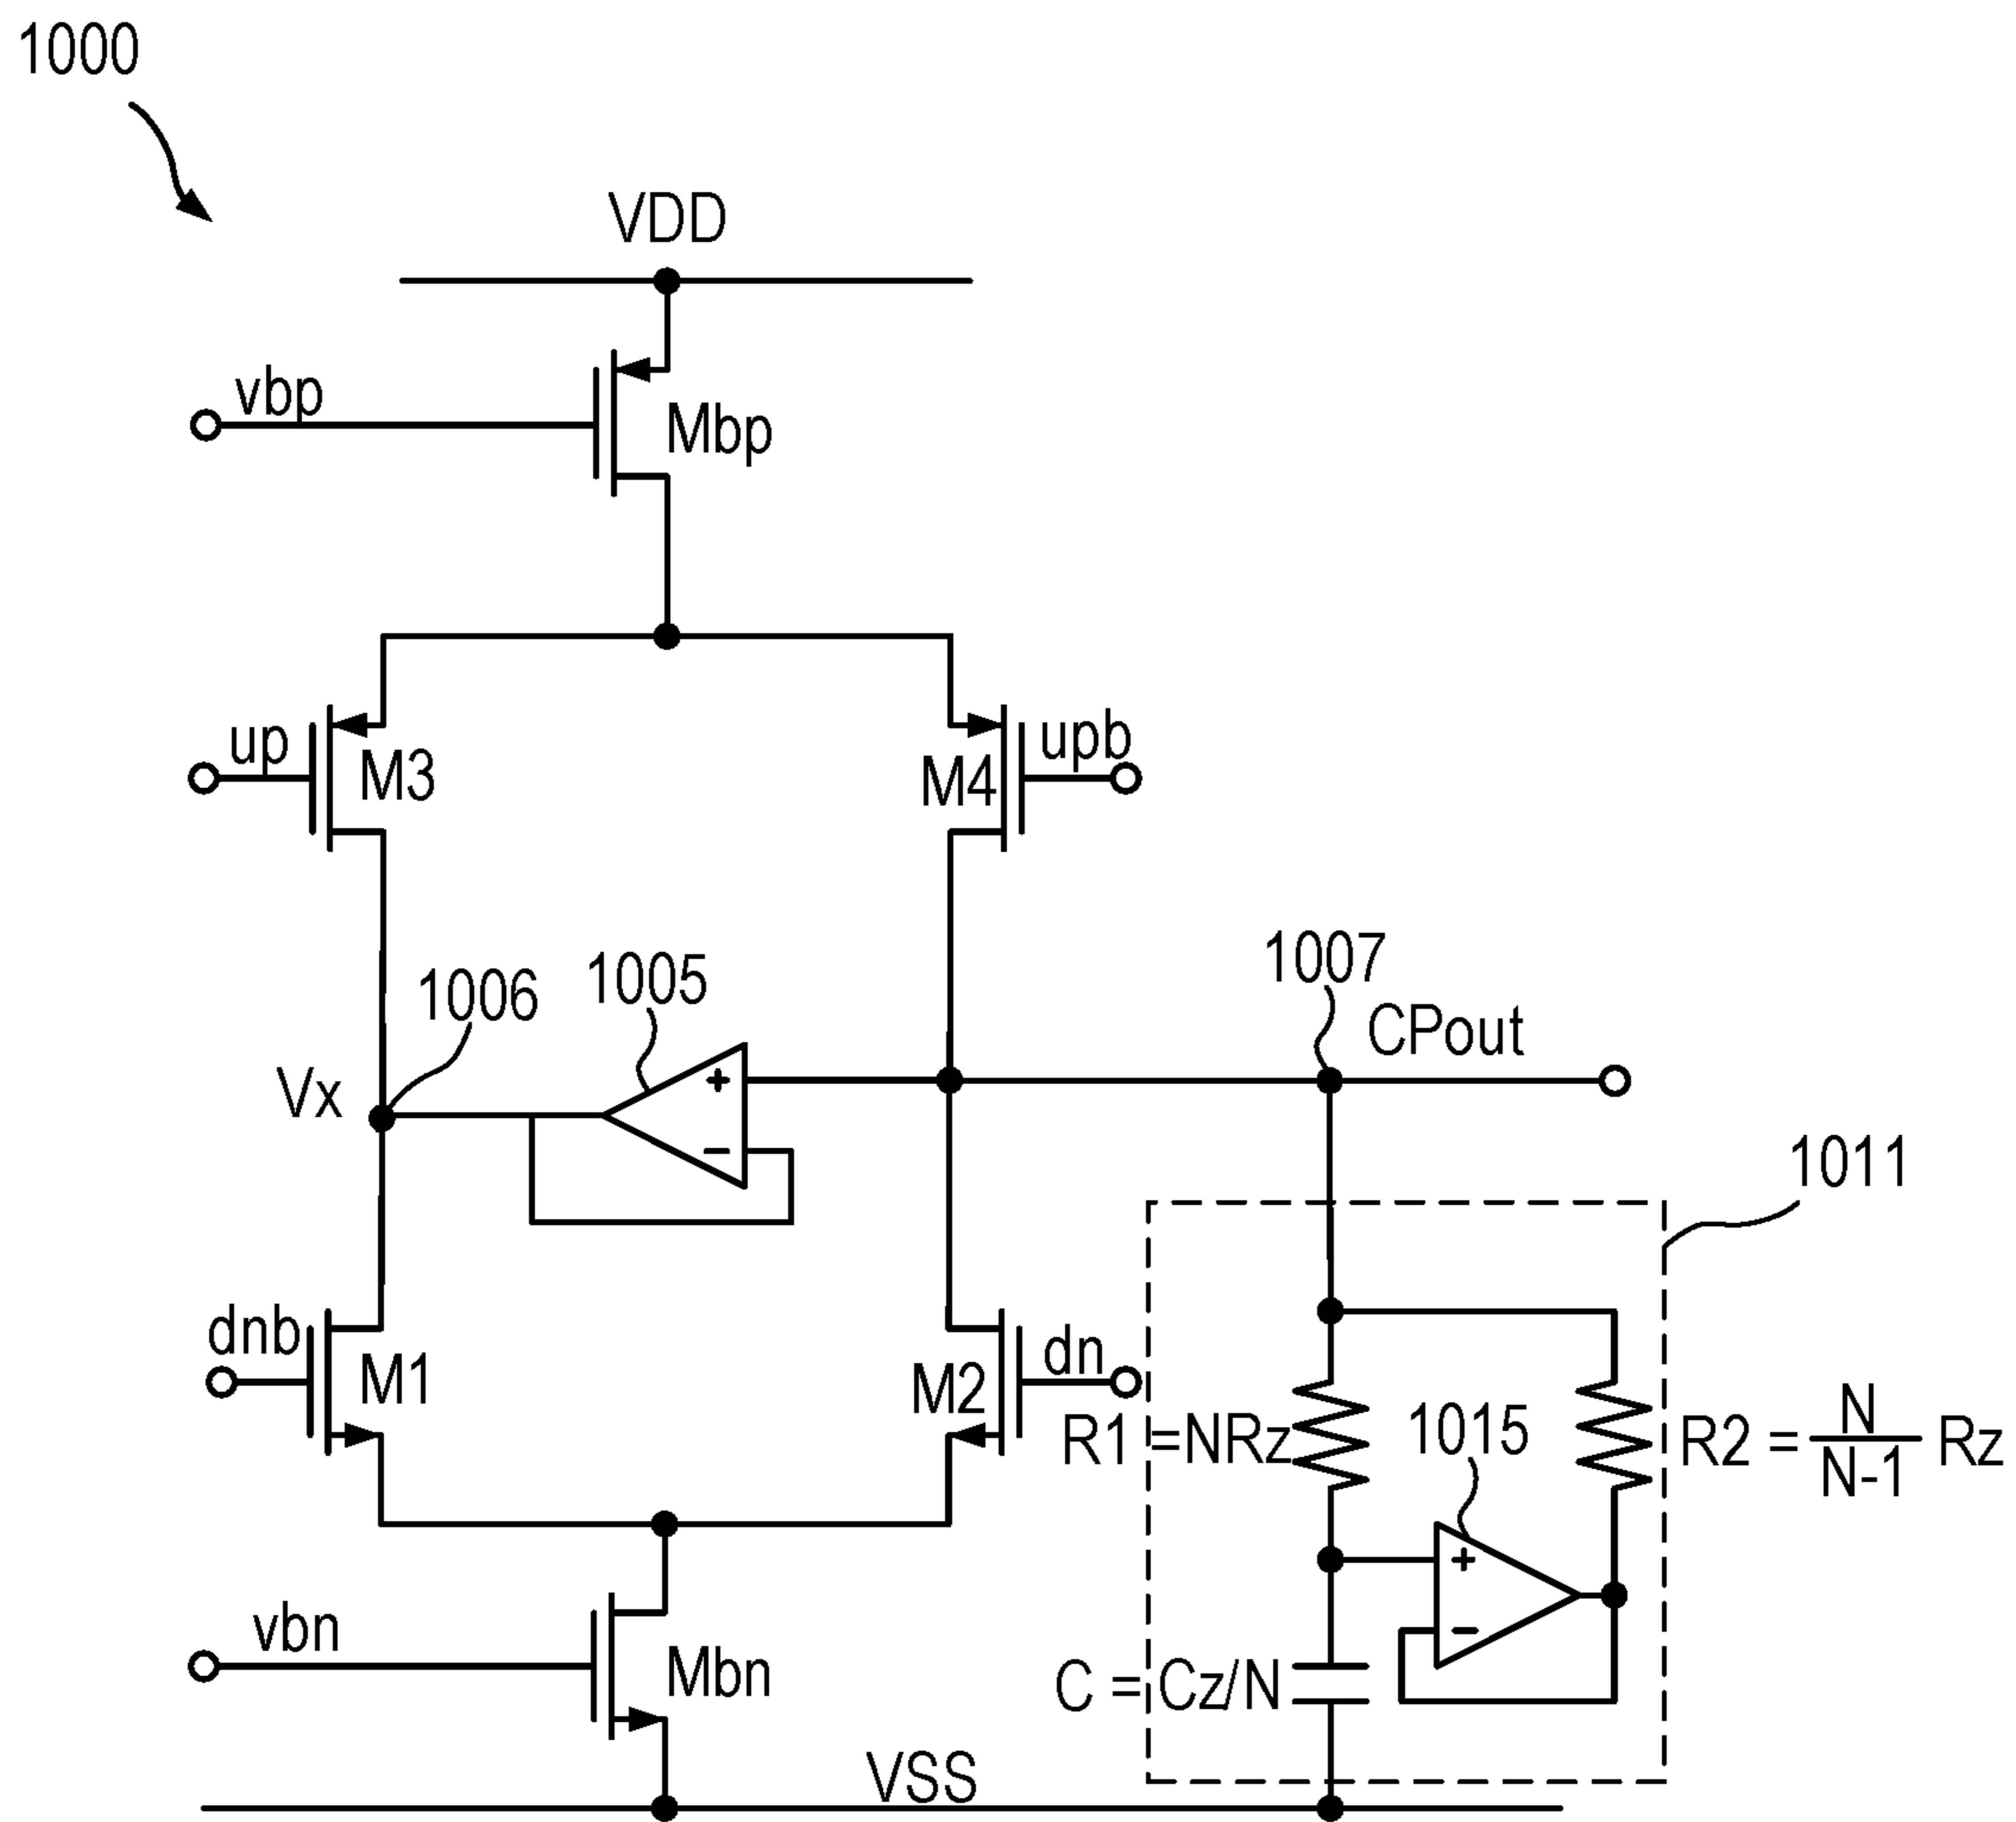 1000
VDD
vbp
Mbp
up
M3
M4
upb
1005
1006
1007
CPout
Vx
+
−
1011
dnb
M1
M2
dn
R1 =NRz
1015
R2 = N/N-1 Rz
+
−
vbn
Mbn
C = Cz/N
VSS